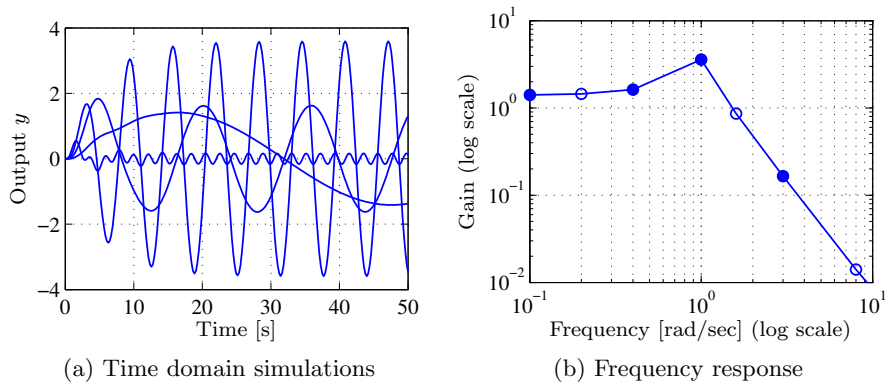 4
2
0
−2
−4
Output y
0 10 20 30 40 50
Time [s]
(a) Time domain simulations
10^1
10^0
10^-1
10^-2
Gain (log scale)
10^-1 10^0 10^1
Frequency [rad/sec] (log scale)
(b) Frequency response